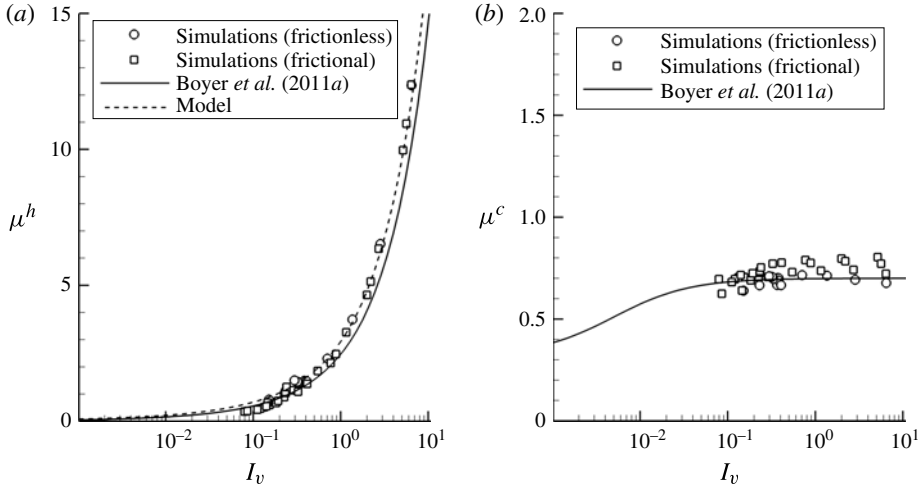 (a)
15
Simulations (frictionless)
Simulations (frictional)
Boyer et al. (2011a)
Model
10
μ^h
5
0
10^-2 10^-1 10^0 10^1
I_v
(b)
2.0
Simulations (frictionless)
Simulations (frictional)
Boyer et al. (2011a)
1.5
μ^c
1.0
0.5
0
10^-2 10^-1 10^0 10^1
I_v